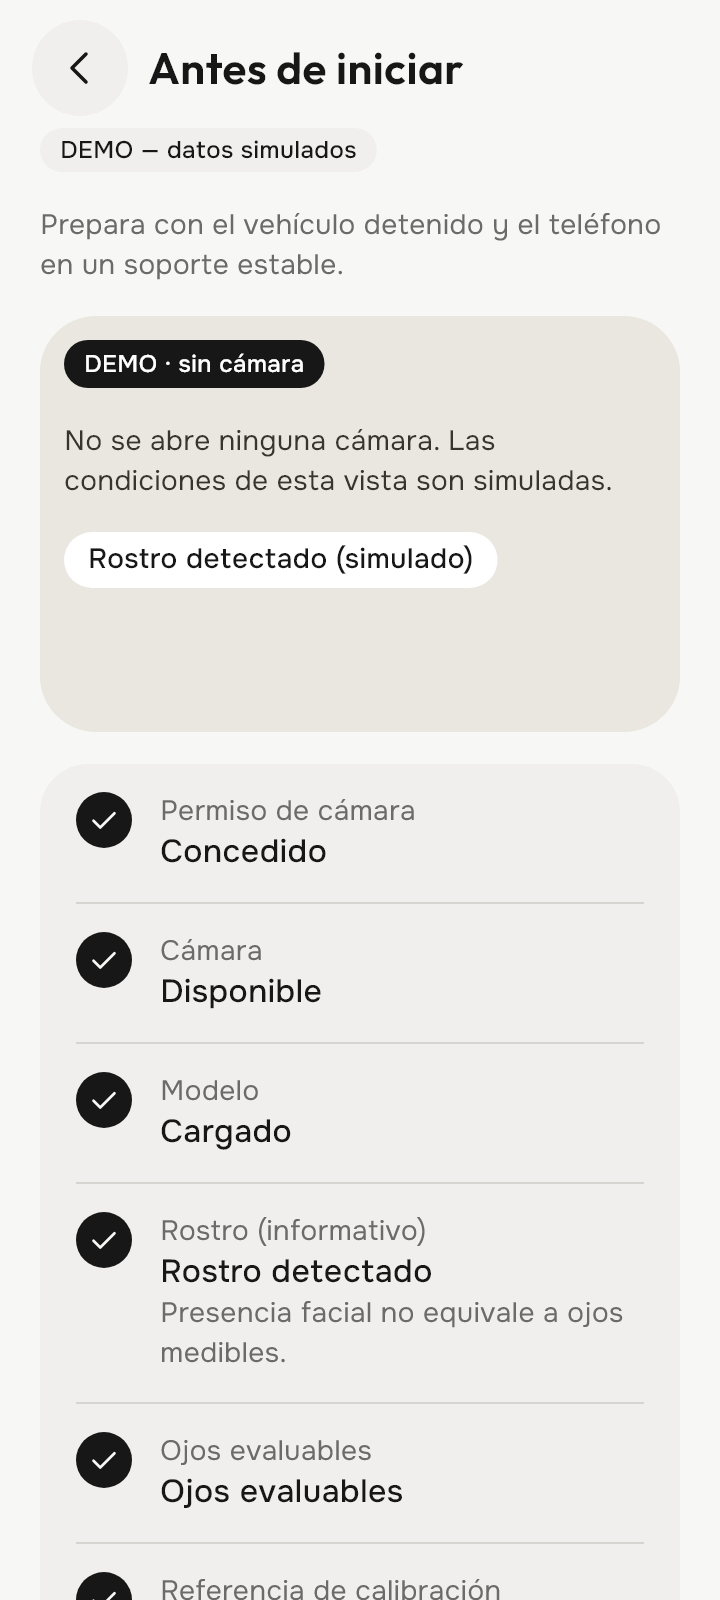 Antes de iniciar
DEMO — datos simulados
Prepara con el vehículo detenido y el teléfono
en un soporte estable.
DEMO · sin cámara
No se abre ninguna cámara. Las
condiciones de esta vista son simuladas.
Rostro detectado (simulado)
Permiso de cámara
Concedido
Cámara
Disponible
Modelo
Cargado
Rostro (informativo)
Rostro detectado
Presencia facial no equivale a ojos
medibles.
Ojos evaluables
Ojos evaluables
Referencia de calibración